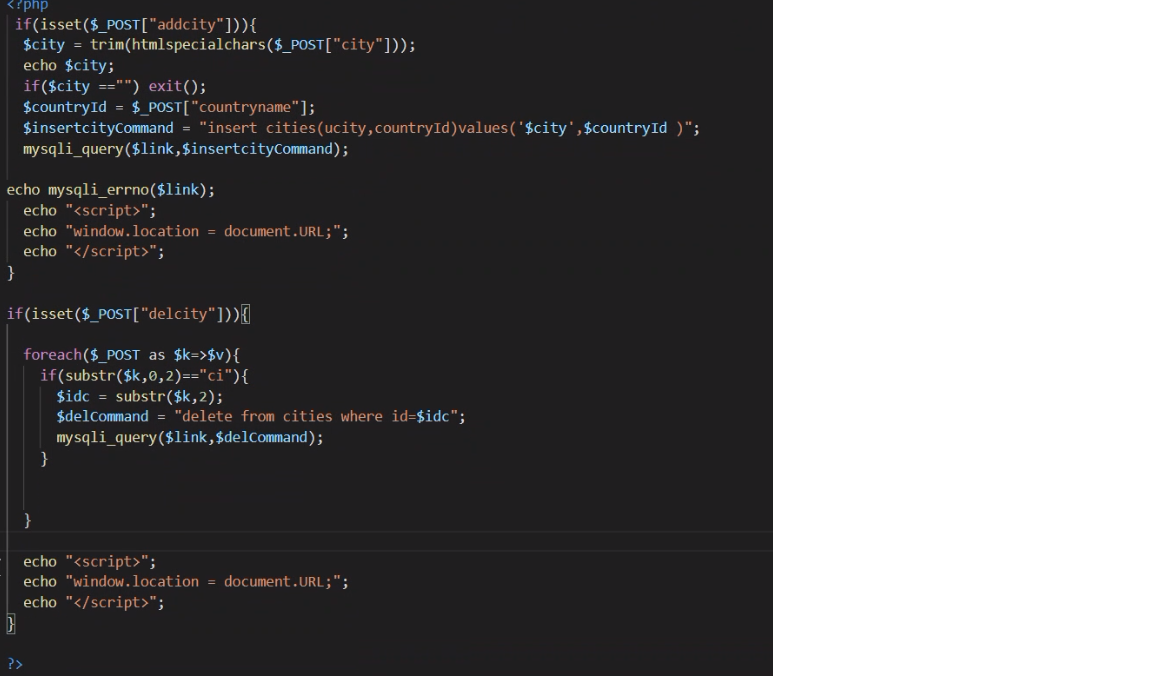 <?php
if(isset($_POST["addcity"])){
$city = trim(htmlspecialchars($_POST["city"]));
echo $city;
if($city =="") exit();
$countryId = $_POST["countryname"];
$insertcityCommand = "insert cities(ucity,countryId)values('$city',$countryId )";
mysqli_query($link,$insertcityCommand);
echo mysqli_errno($link);
echo "<script>";
echo "window.location = document.URL;";
echo "</script>";
}
if(isset($_POST["delcity"])){
foreach($_POST as $k=>$v){
if(substr($k,0,2)=="ci"){
$idc = substr($k,2);
$delCommand = "delete from cities where id=$idc";
mysqli_query($link,$delCommand);
}
}
echo "<script>";
echo "window.location = document.URL;";
echo "</script>";
}
?>